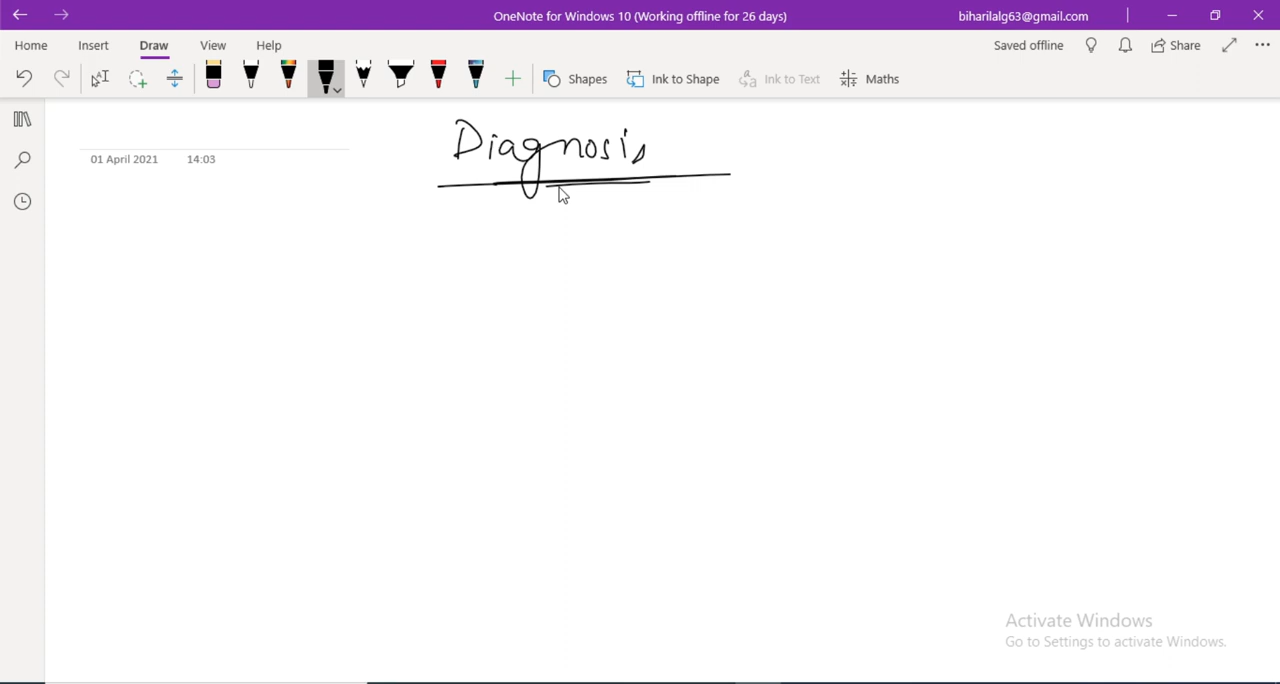 OneNote for Windows 10 (Working offline for 26 days)
biharilalg63@gmail.com
Home Insert Draw View Help
Saved offline Share
Shapes Ink to Shape Ink to Text Maths
Diagnosis
01 April 2021 14:03
Activate Windows
Go to Settings to activate Windows.